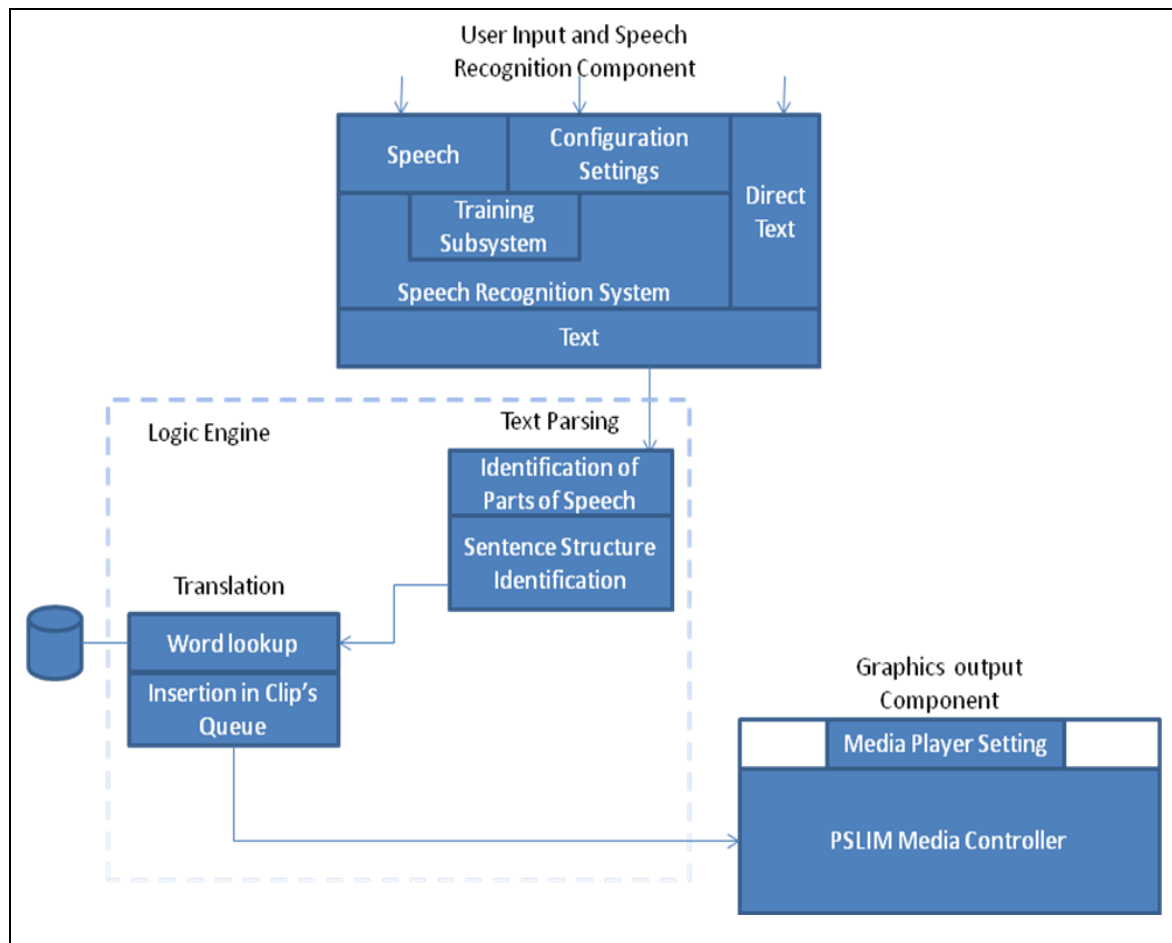 User Input and Speech
Recognition Component
Speech
Configuration
Settings
Direct
Text
Training
Subsystem
Speech Recognition System
Text
Logic Engine
Text Parsing
Identification of
Parts of Speech
Sentence Structure
Identification
Translation
Word lookup
Insertion in Clip's
Queue
Graphics output
Component
Media Player Setting
PSLIM Media Controller